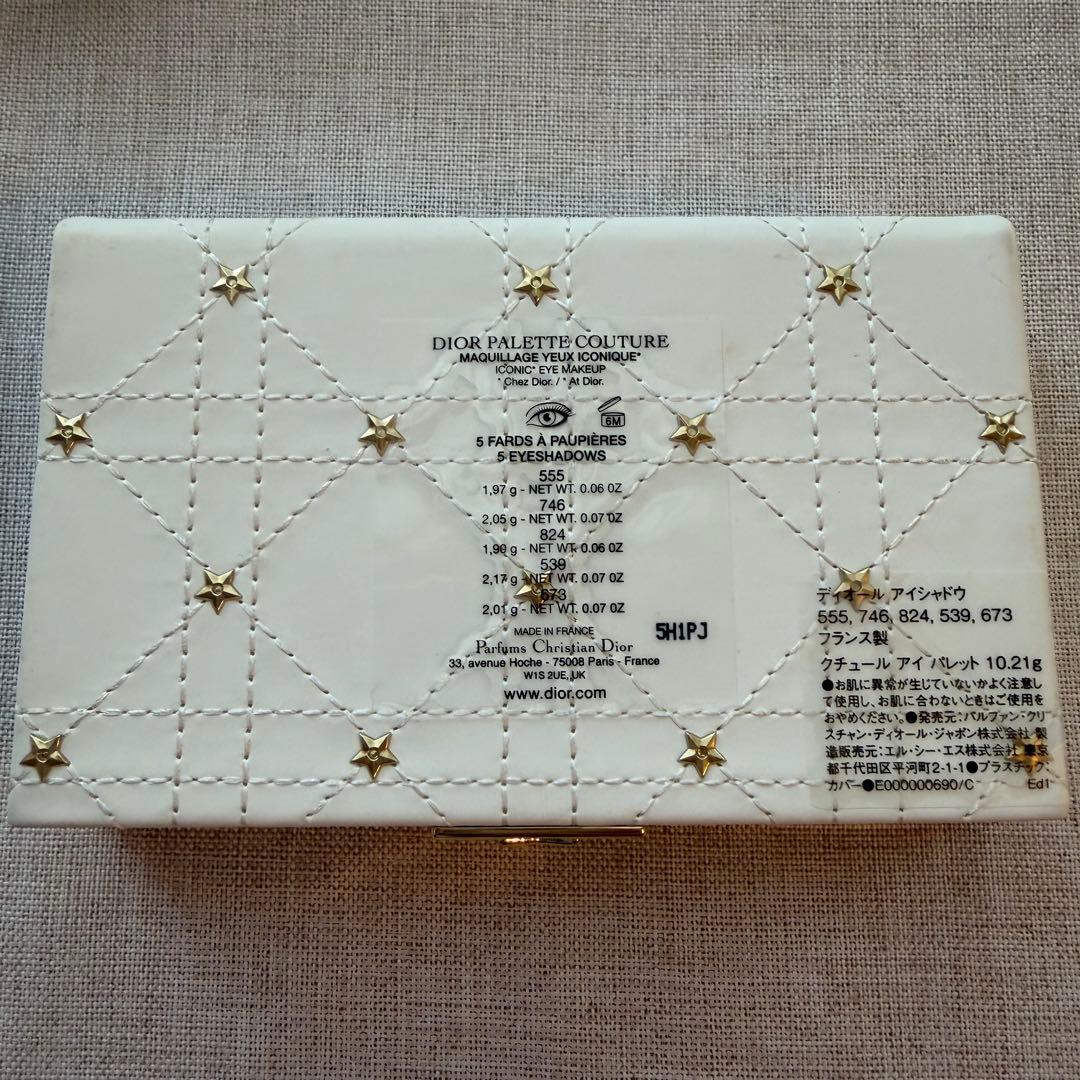 DIOR PALETTE COUTURE
MAQUILLAGE YEUX ICONIQUE*
ICONIC* EYE MAKEUP
* Chez Dior. / * At Dior.
6M
5 FARDS À PAUPIÈRES
5 EYESHADOWS
555
1,97 g - NET WT. 0.06 OZ
746
2,05 g - NET WT. 0.07 OZ
824
1,90 g - NET WT. 0.06 OZ
539
2,17 g - NET WT. 0.07 OZ
673
2,01 g - NET WT. 0.07 OZ
MADE IN FRANCE
Parfums Christian Dior
33, avenue Hoche - 75008 Paris - France
W1S 2UE, UK
www.dior.com
5H1PJ
ディオール アイシャドウ
555, 746, 824, 539, 673
フランス製
クチュール アイ パレット 10.21g
●お肌に異常が生じていないかよく注意し
て使用し、お肌に合わないときはご使用を
おやめください。●発売元:パルファン・クリ
スチャン・ディオール・ジャポン株式会社 製
造販売元:エル・シー・エス株式会社 東京
都千代田区平河町2-1-1●プラスチック:
カバー●E000000690/C Ed1